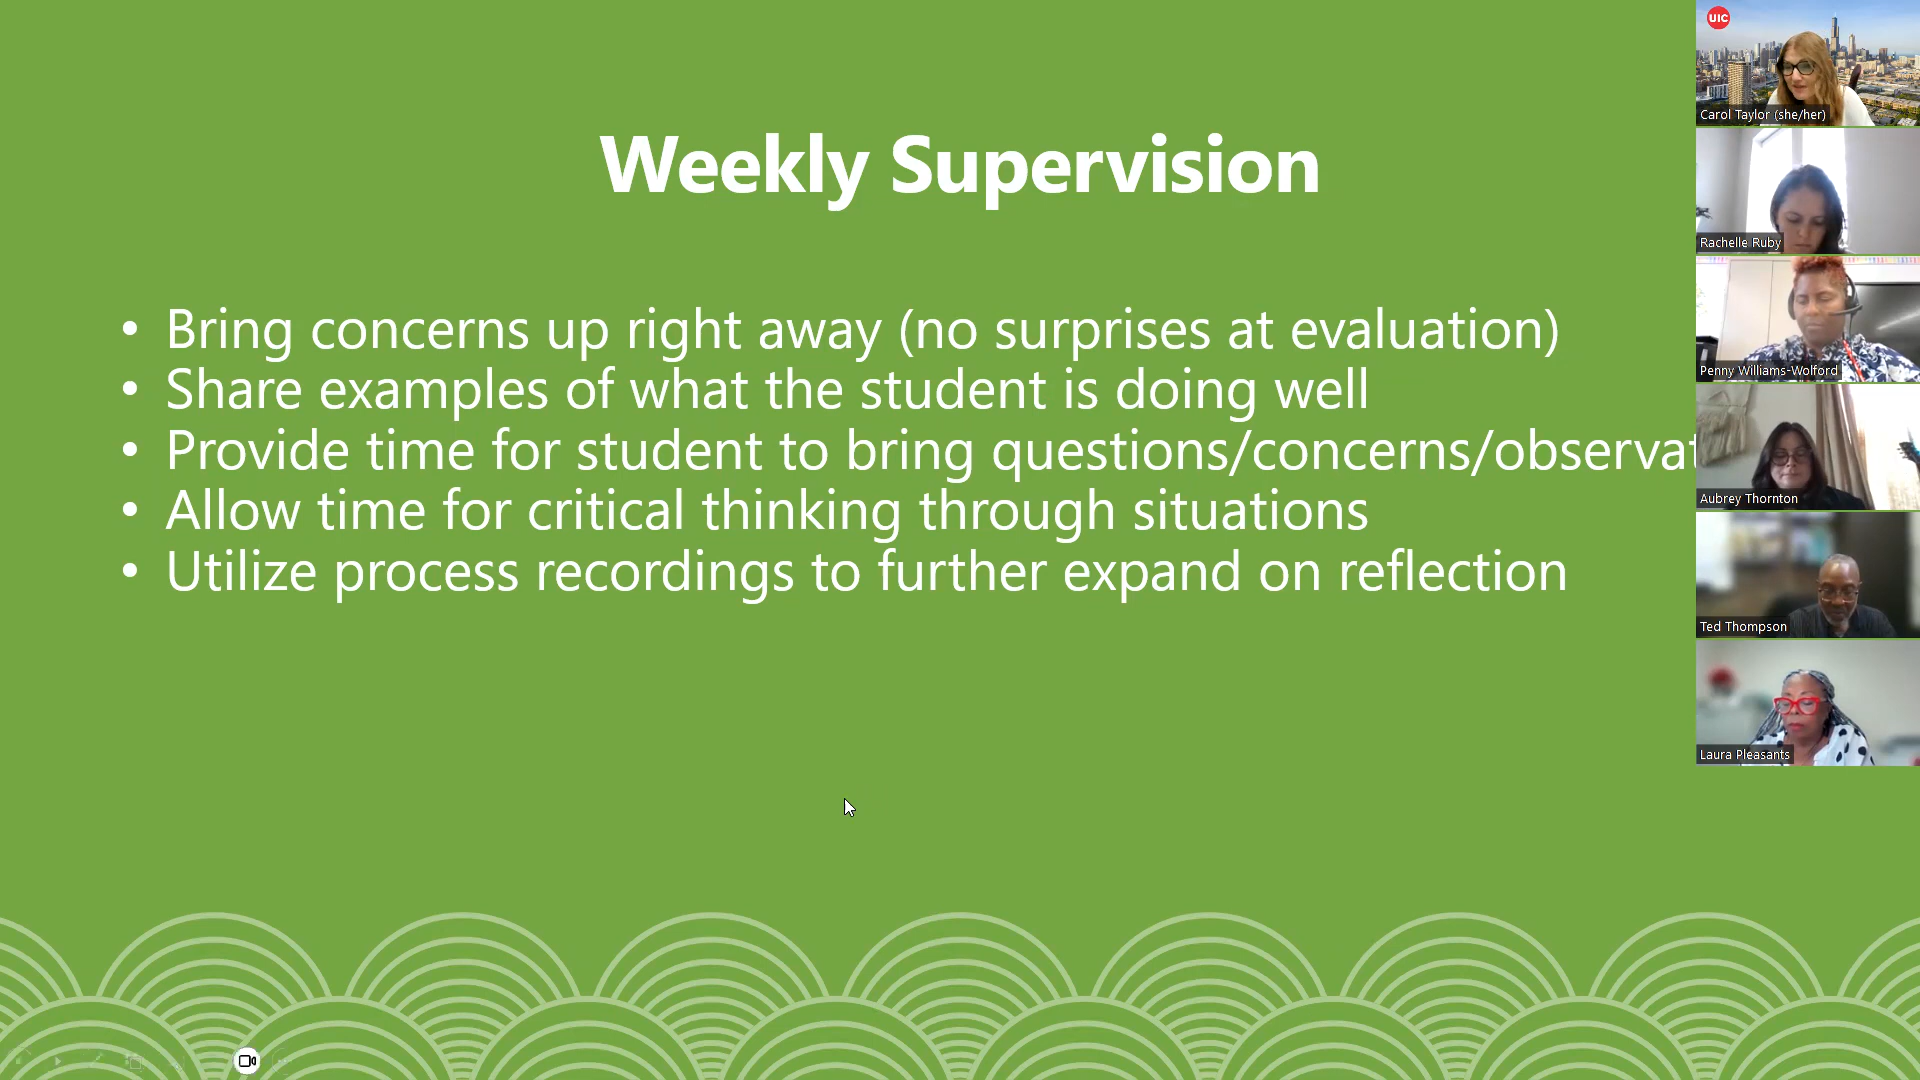 Weekly Supervision
• Bring concerns up right away (no surprises at evaluation)
• Share examples of what the student is doing well
• Provide time for student to bring questions/concerns/observat
• Allow time for critical thinking through situations
• Utilize process recordings to further expand on reflection
UIC
Carol Taylor (she/her)
Rachelle Ruby
Penny Williams-Wolford
Aubrey Thornton
Ted Thompson
Laura Pleasants